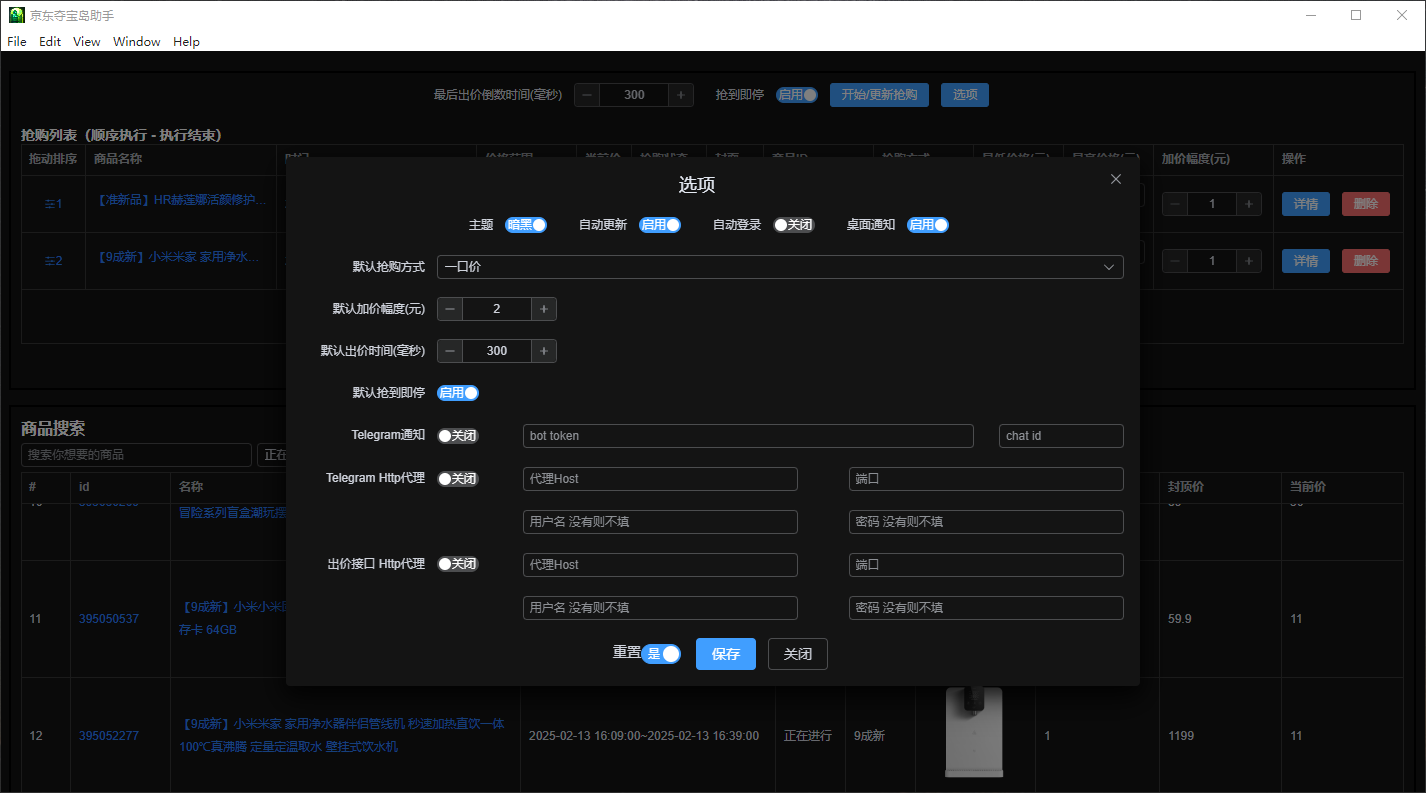 京东夺宝岛助手
File Edit View Window Help
最后出价倒数时间(毫秒) 300 抢到即停 启用 开始/更新抢购 选项
抢购列表（顺序执行 - 执行结束）
拖动排序 商品名称 加价幅度(元) 操作
1 【准新品】HR赫莲娜活颜修护... 1 详情 删除
2 【9成新】小米米家 家用净水... 1 详情 删除
选项
主题 暗黑 自动更新 启用 自动登录 关闭 桌面通知 启用
默认抢购方式 一口价
默认加价幅度(元) 2
默认出价时间(毫秒) 300
默认抢到即停 启用
Telegram通知 关闭 bot token chat id
Telegram Http代理 关闭 代理Host 端口
用户名 没有则不填 密码 没有则不填
出价接口 Http代理 关闭 代理Host 端口
用户名 没有则不填 密码 没有则不填
重置 是 保存 关闭
商品搜索
搜索你想要的商品 正在
# id 名称 封顶价 当前价
冒险系列盲盒潮玩摆
11 395050537 【9成新】小米小米 59.9 11
存卡 64GB
12 395052277 【9成新】小米米家 家用净水器伴侣管线机 秒速加热直饮一体 2025-02-13 16:09:00~2025-02-13 16:39:00 正在进行 9成新 1 1199 11
100℃真沸腾 定量定温取水 壁挂式饮水机